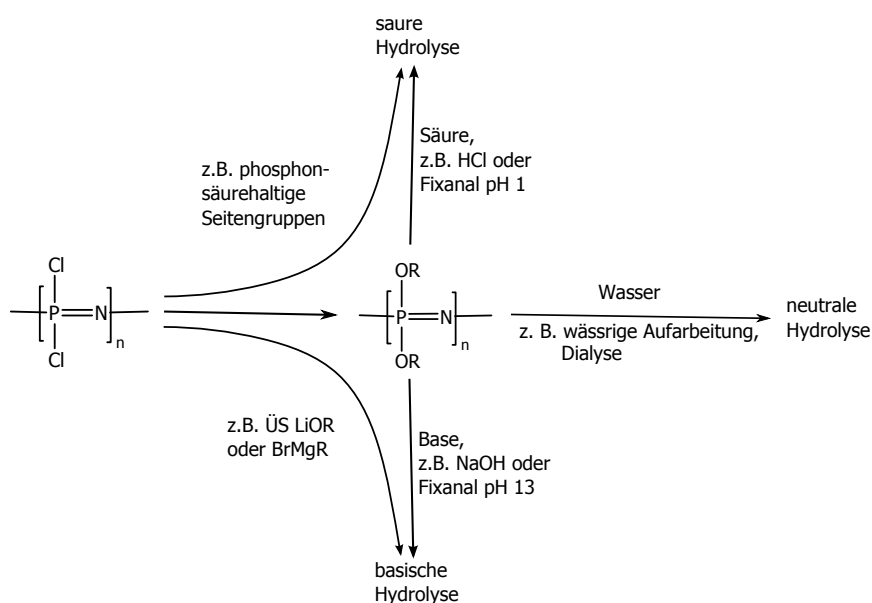 saure
Hydrolyse
Säure,
z.B. HCl oder
Fixanal pH 1
z.B. phosphon-
säurehaltige
Seitengruppen
Cl
P=N
n
Cl
OR
P=N
n
OR
Wasser
z. B. wässrige Aufarbeitung,
Dialyse
neutrale
Hydrolyse
z.B. ÜS LiOR
oder BrMgR
Base,
z.B. NaOH oder
Fixanal pH 13
basische
Hydrolyse